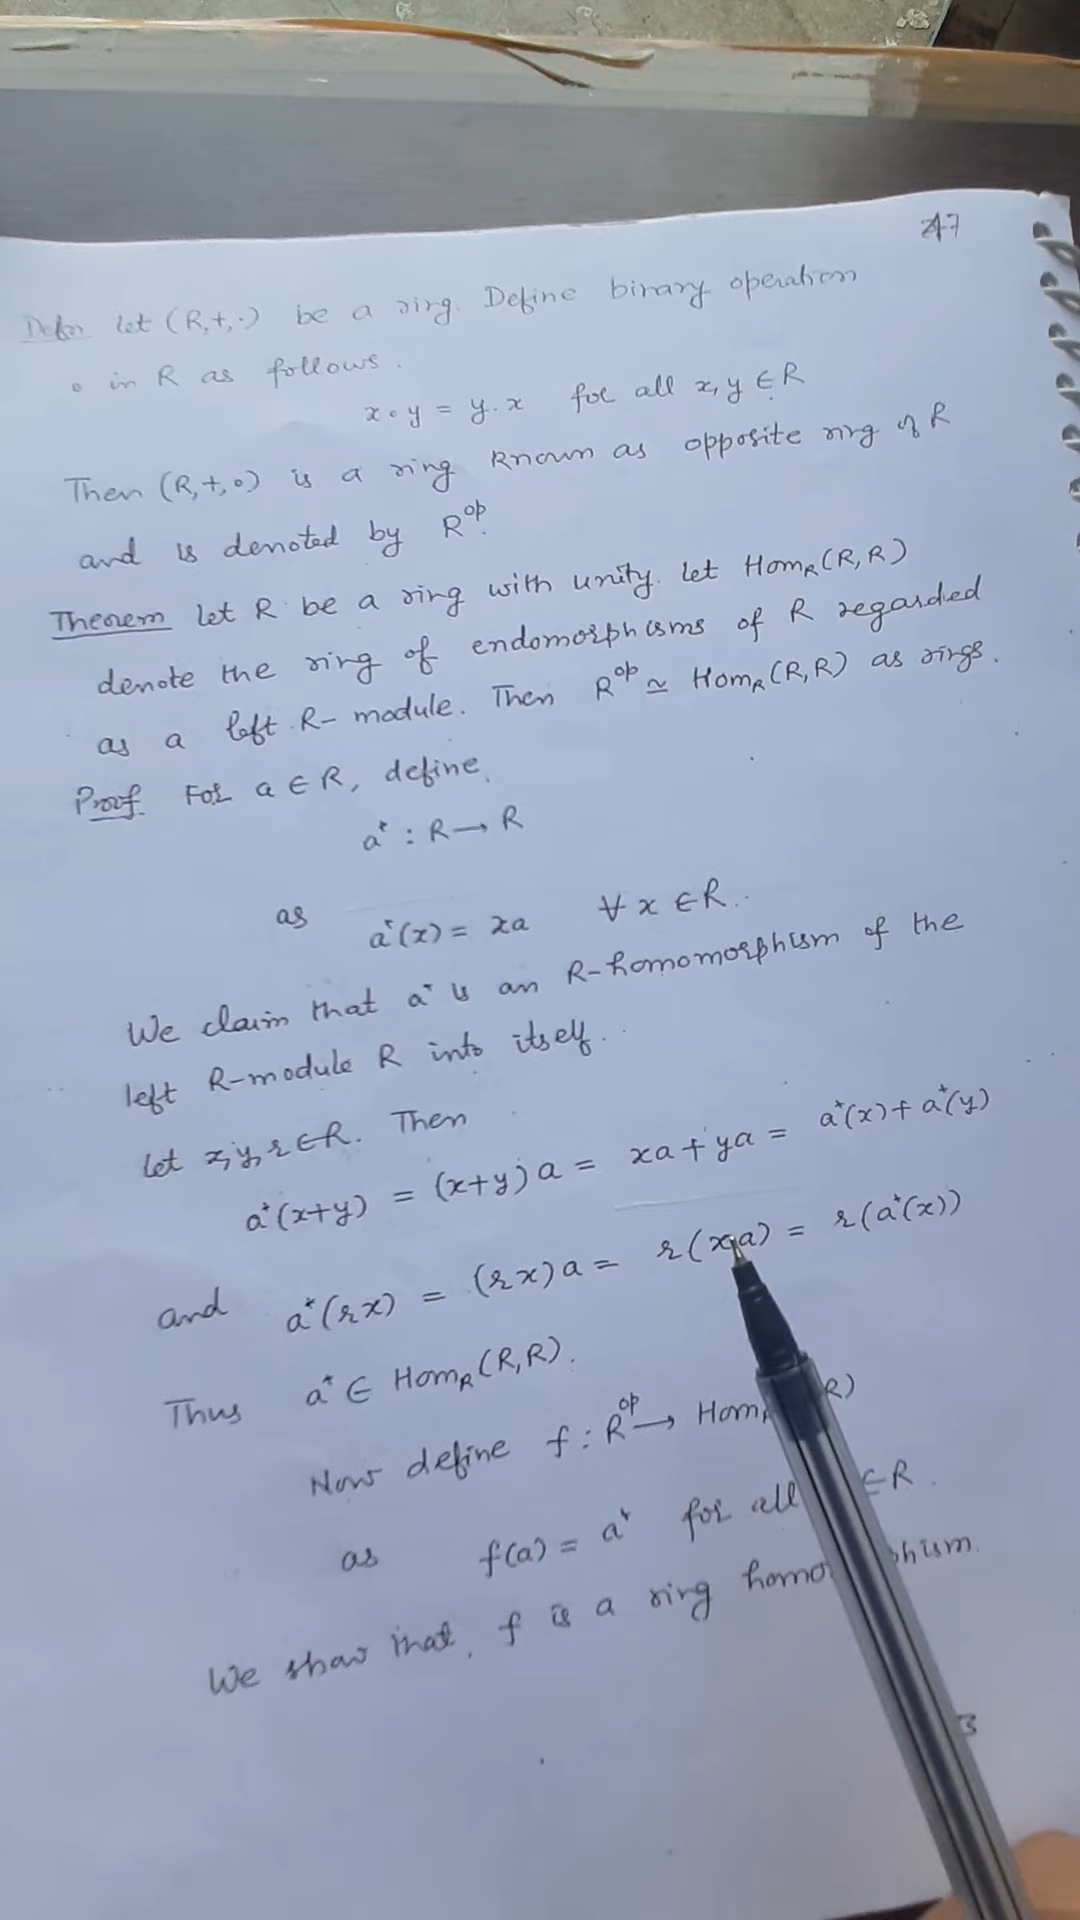 47
Defn let (R,+,·) be a ring. Define binary operation
∘ in R as follows.
x∘y = y·x for all x,y ∈ R
Then (R,+,∘) is a ring known as opposite ring of R
and is denoted by R^op.
Theorem let R be a ring with unity. let Hom_R(R,R)
denote the ring of endomorphisms of R regarded
as a left R-module. Then R^op ≃ Hom_R(R,R) as rings.
Proof. For a ∈ R, define
a* : R → R
as a*(x) = xa ∀ x ∈ R.
We claim that a* is an R-homomorphism of the
left R-module R into itself.
let x,y,r ∈ R. Then
a*(x+y) = (x+y)a = xa+ya = a*(x)+a*(y)
and a*(rx) = (rx)a = r(xa) = r(a*(x))
Thus a* ∈ Hom_R(R,R).
Now define f : R^op → Hom R)
as f(a) = a* for all ∈ R.
We show that, f is a ring homo phism.
3